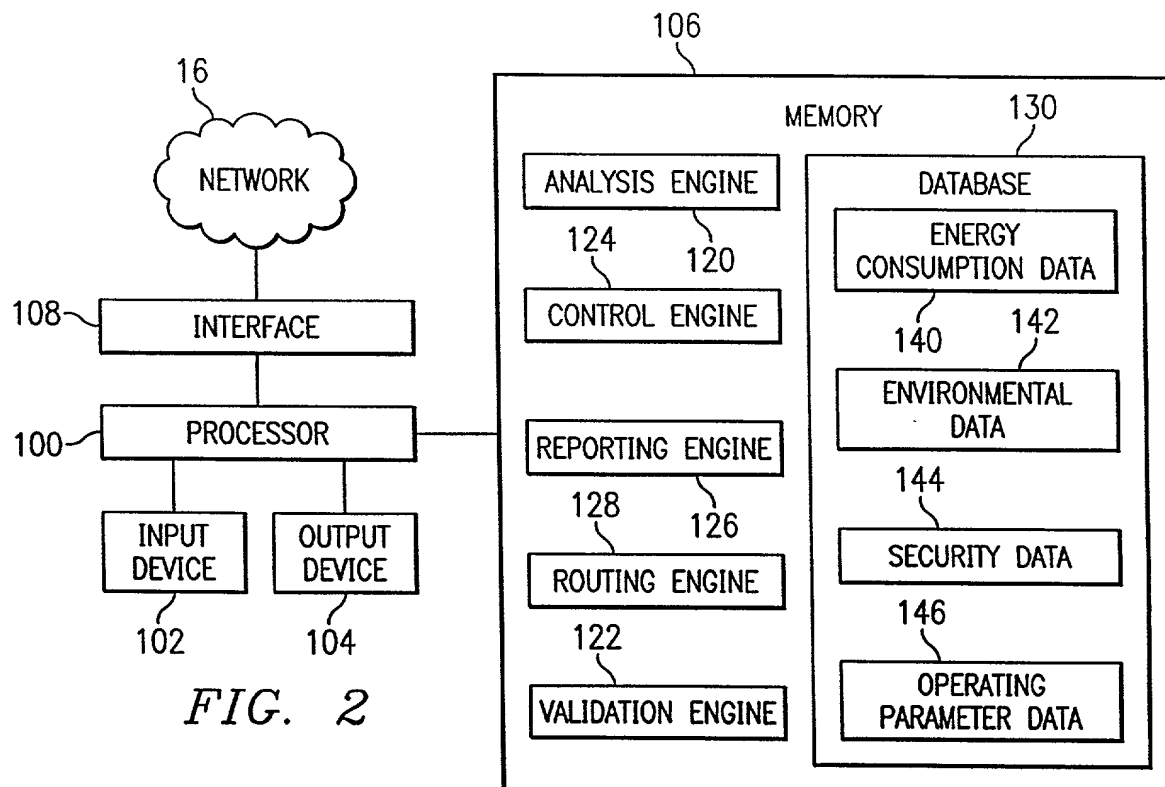 106
16
MEMORY
130
NETWORK
ANALYSIS ENGINE
DATABASE
124
120
ENERGY
CONSUMPTION DATA
108
INTERFACE
CONTROL ENGINE
140
142
100
PROCESSOR
ENVIRONMENTAL
DATA
REPORTING ENGINE
128
126
144
INPUT
DEVICE
OUTPUT
DEVICE
ROUTING ENGINE
SECURITY DATA
102
104
122
146
FIG. 2
VALIDATION ENGINE
OPERATING
PARAMETER DATA